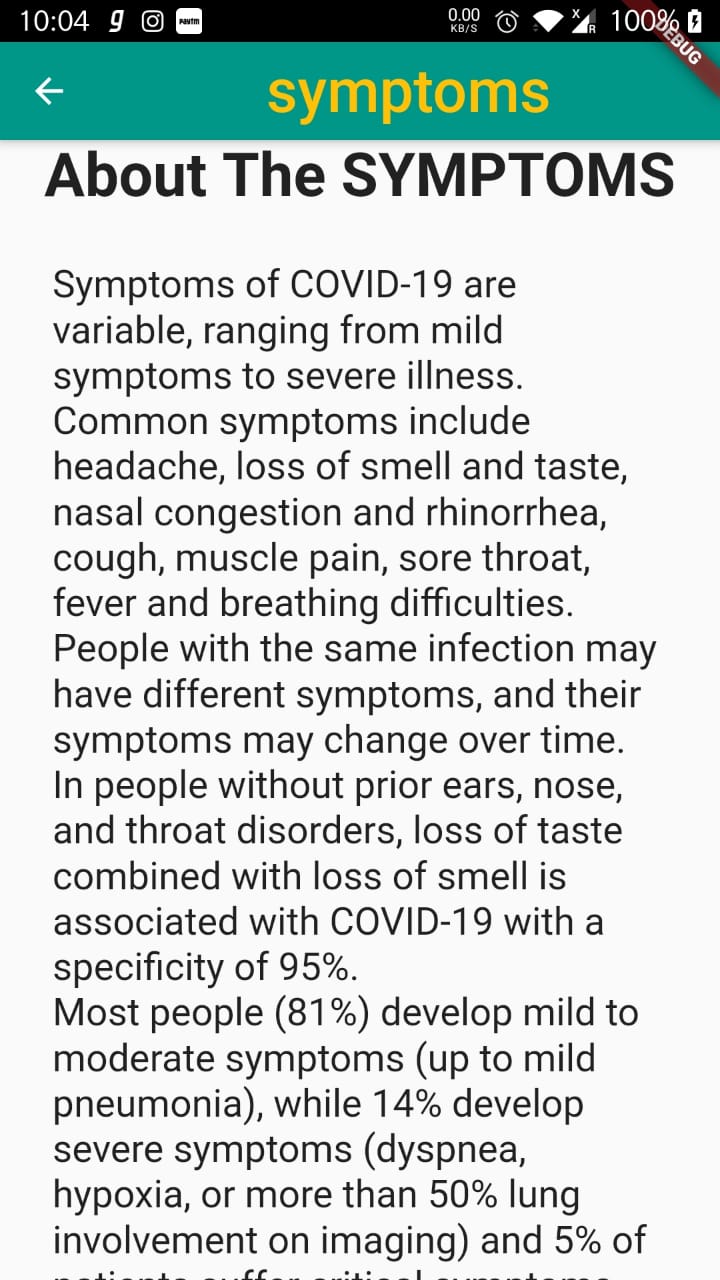 10:04 g Paytm 0.00 KB/S X R 100%
DEBUG
symptoms
About The SYMPTOMS
Symptoms of COVID-19 are
variable, ranging from mild
symptoms to severe illness.
Common symptoms include
headache, loss of smell and taste,
nasal congestion and rhinorrhea,
cough, muscle pain, sore throat,
fever and breathing difficulties.
People with the same infection may
have different symptoms, and their
symptoms may change over time.
In people without prior ears, nose,
and throat disorders, loss of taste
combined with loss of smell is
associated with COVID-19 with a
specificity of 95%.
Most people (81%) develop mild to
moderate symptoms (up to mild
pneumonia), while 14% develop
severe symptoms (dyspnea,
hypoxia, or more than 50% lung
involvement on imaging) and 5% of
patients suffer critical symptoms